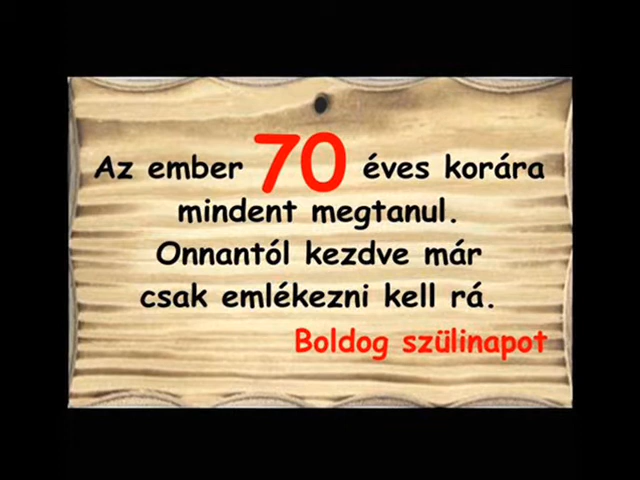 Az ember 70 éves korára
mindent megtanul.
Onnantól kezdve már
csak emlékezni kell rá.
Boldog szülinapot